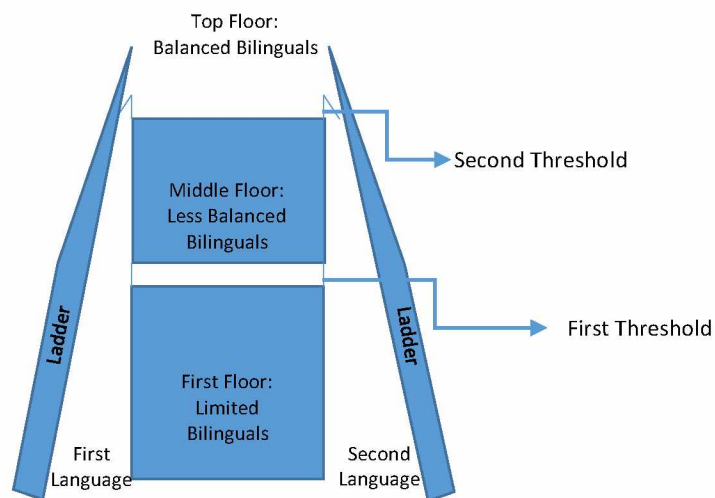 Top Floor:
Balanced Bilinguals
Second Threshold
Middle Floor:
Less Balanced
Bilinguals
Ladder
Ladder
First Threshold
First Floor:
Limited
Bilinguals
First
Language
Second
Language